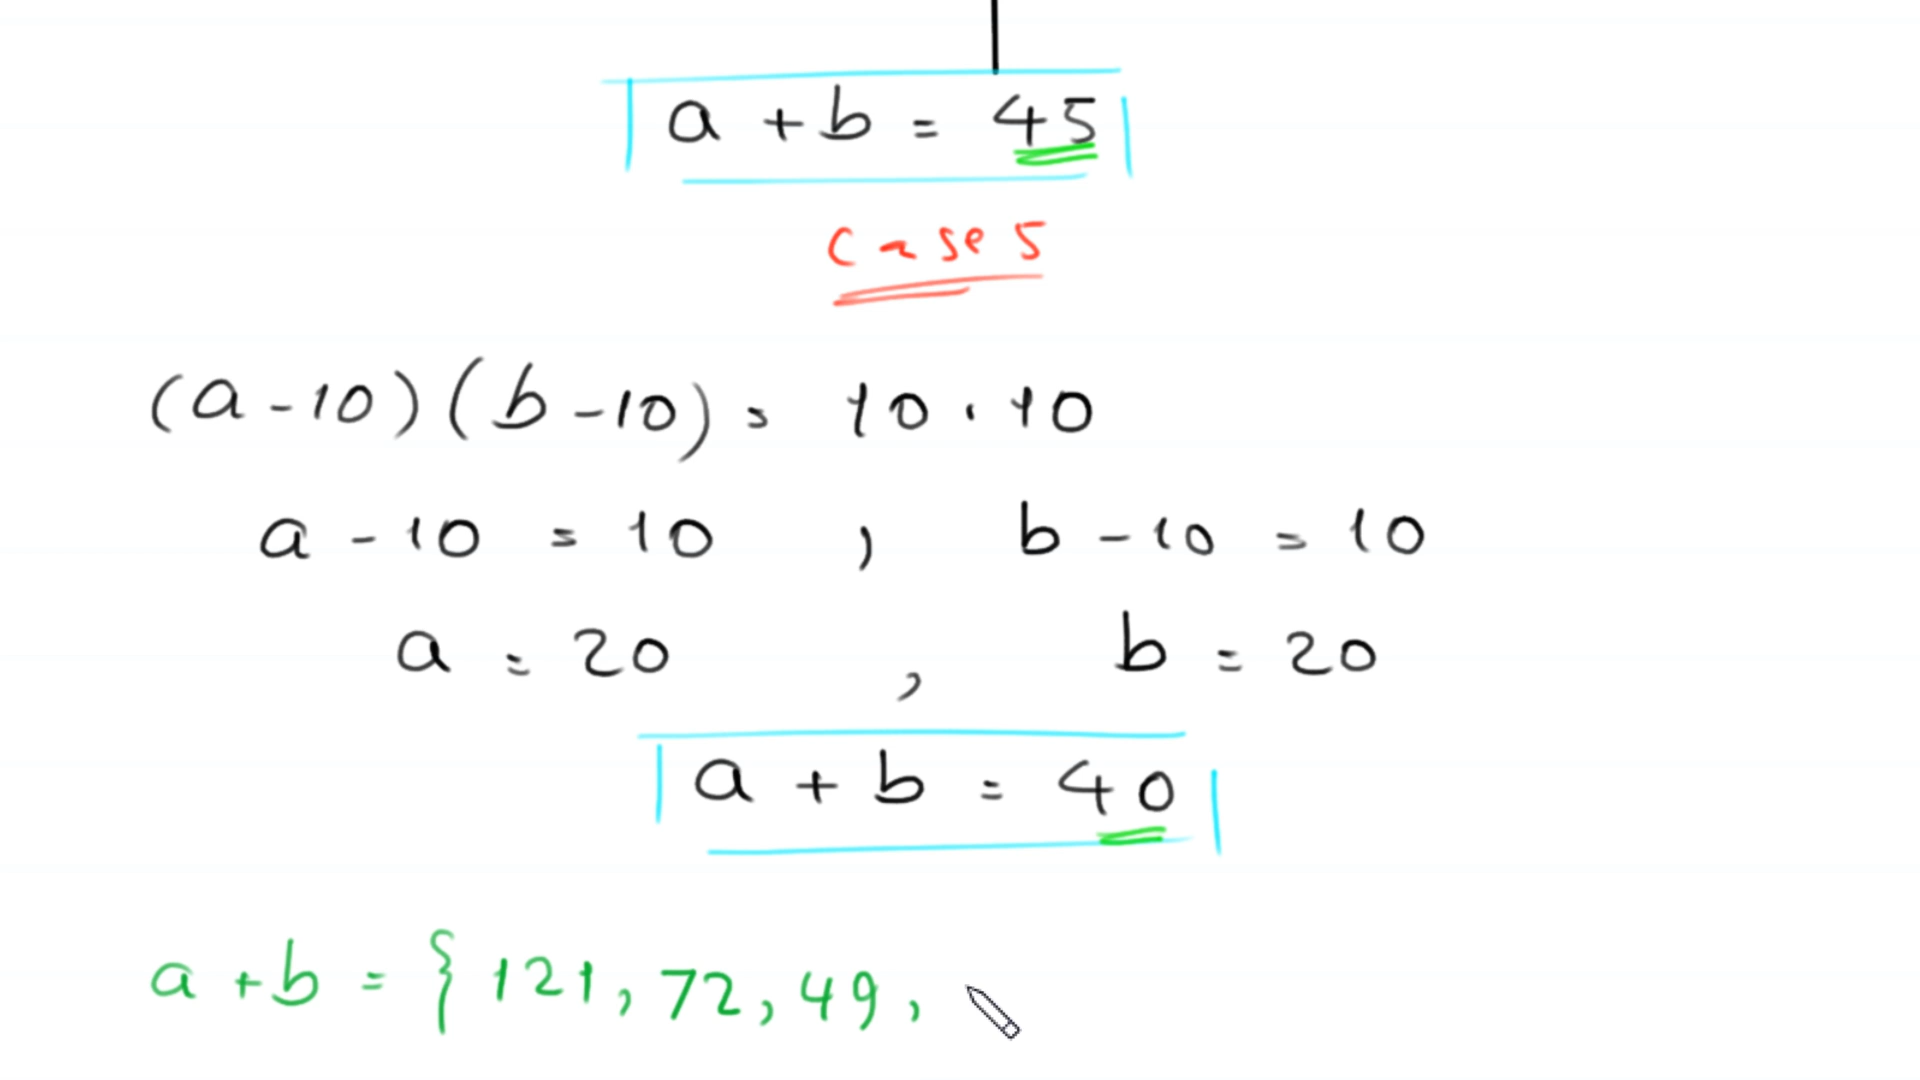 a + b = 45
case 5
(a - 10)(b - 10) = 10 · 10
a - 10 = 10 , b - 10 = 10
a = 20 , b = 20
a + b = 40
a + b = { 121, 72, 49,